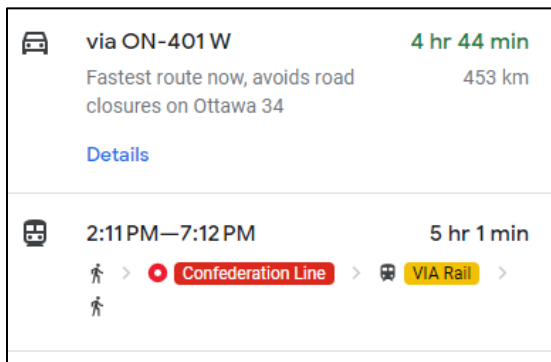 via ON-401 W 4 hr 44 min
Fastest route now, avoids road 453 km
closures on Ottawa 34
Details
2:11 PM—7:12 PM 5 hr 1 min
Confederation Line VIA Rail